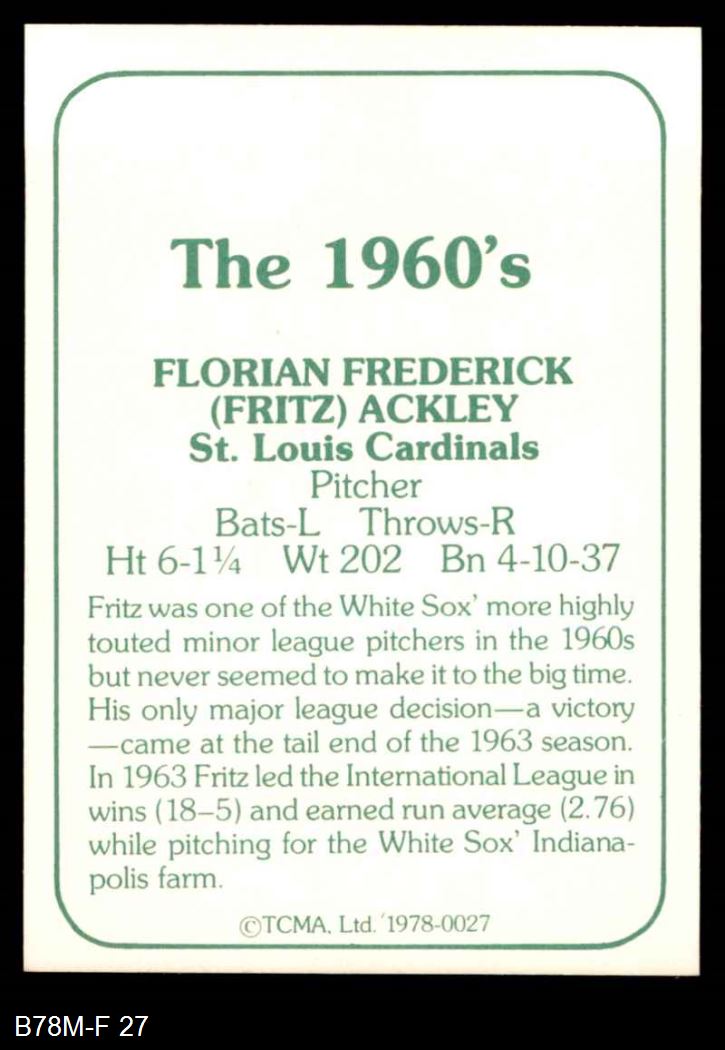 The 1960's
FLORIAN FREDERICK
(FRITZ) ACKLEY
St. Louis Cardinals
Pitcher
Bats-L Throws-R
Ht 6-1¼ Wt 202 Bn 4-10-37
Fritz was one of the White Sox' more highly
touted minor league pitchers in the 1960s
but never seemed to make it to the big time.
His only major league decision—a victory
—came at the tail end of the 1963 season.
In 1963 Fritz led the International League in
wins (18–5) and earned run average (2.76)
while pitching for the White Sox' Indiana-
polis farm.
©TCMA, Ltd. 1978-0027
B78M-F 27